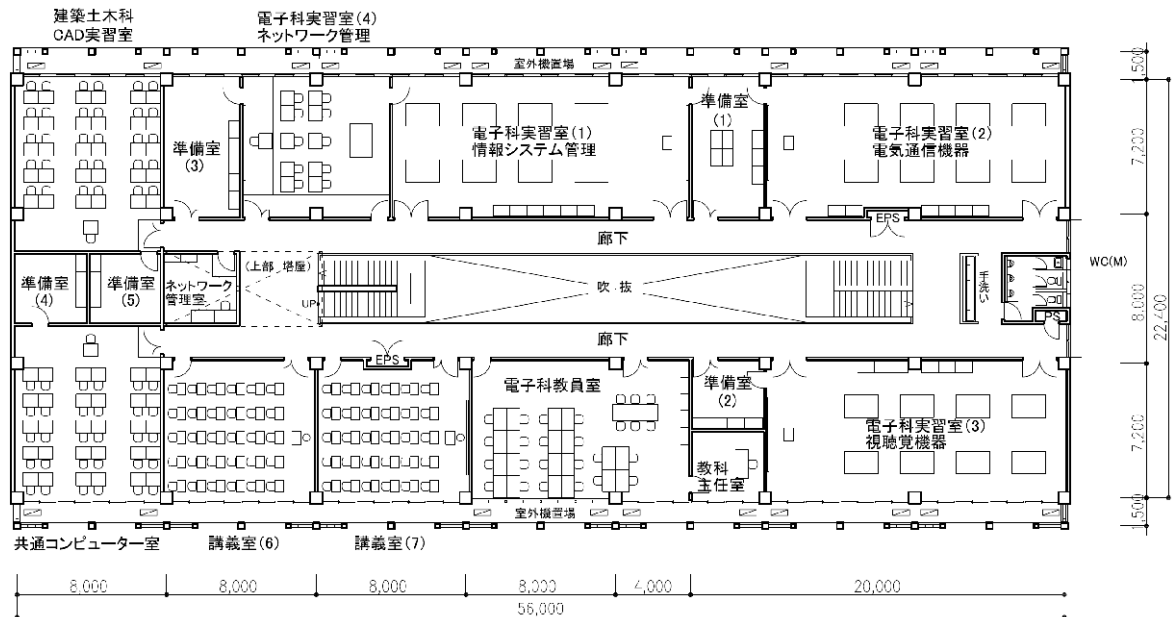 建築土木科
CAD実習室
電子科実習室(4)
ネットワーク管理
室外機置場
準備室
(3)
電子科実習室(1)
情報システム管理
準備室
(1)
電子科実習室(2)
電気通信機器
EPS
廊下
準備室
(4)
準備室
(5)
ネットワーク
管理室
(上部 塔屋)
UP
吹 抜
手洗い
WC(M)
PS
廊下
EPS
電子科教員室
準備室
(2)
電子科実習室(3)
視聴覚機器
教科
主任室
室外機置場
共通コンピューター室
講義室(6)
講義室(7)
1,500
7,200
8,000
7,200
1,500
22,400
8,000
8,000
8,000
8,000
4,000
20,000
56,000